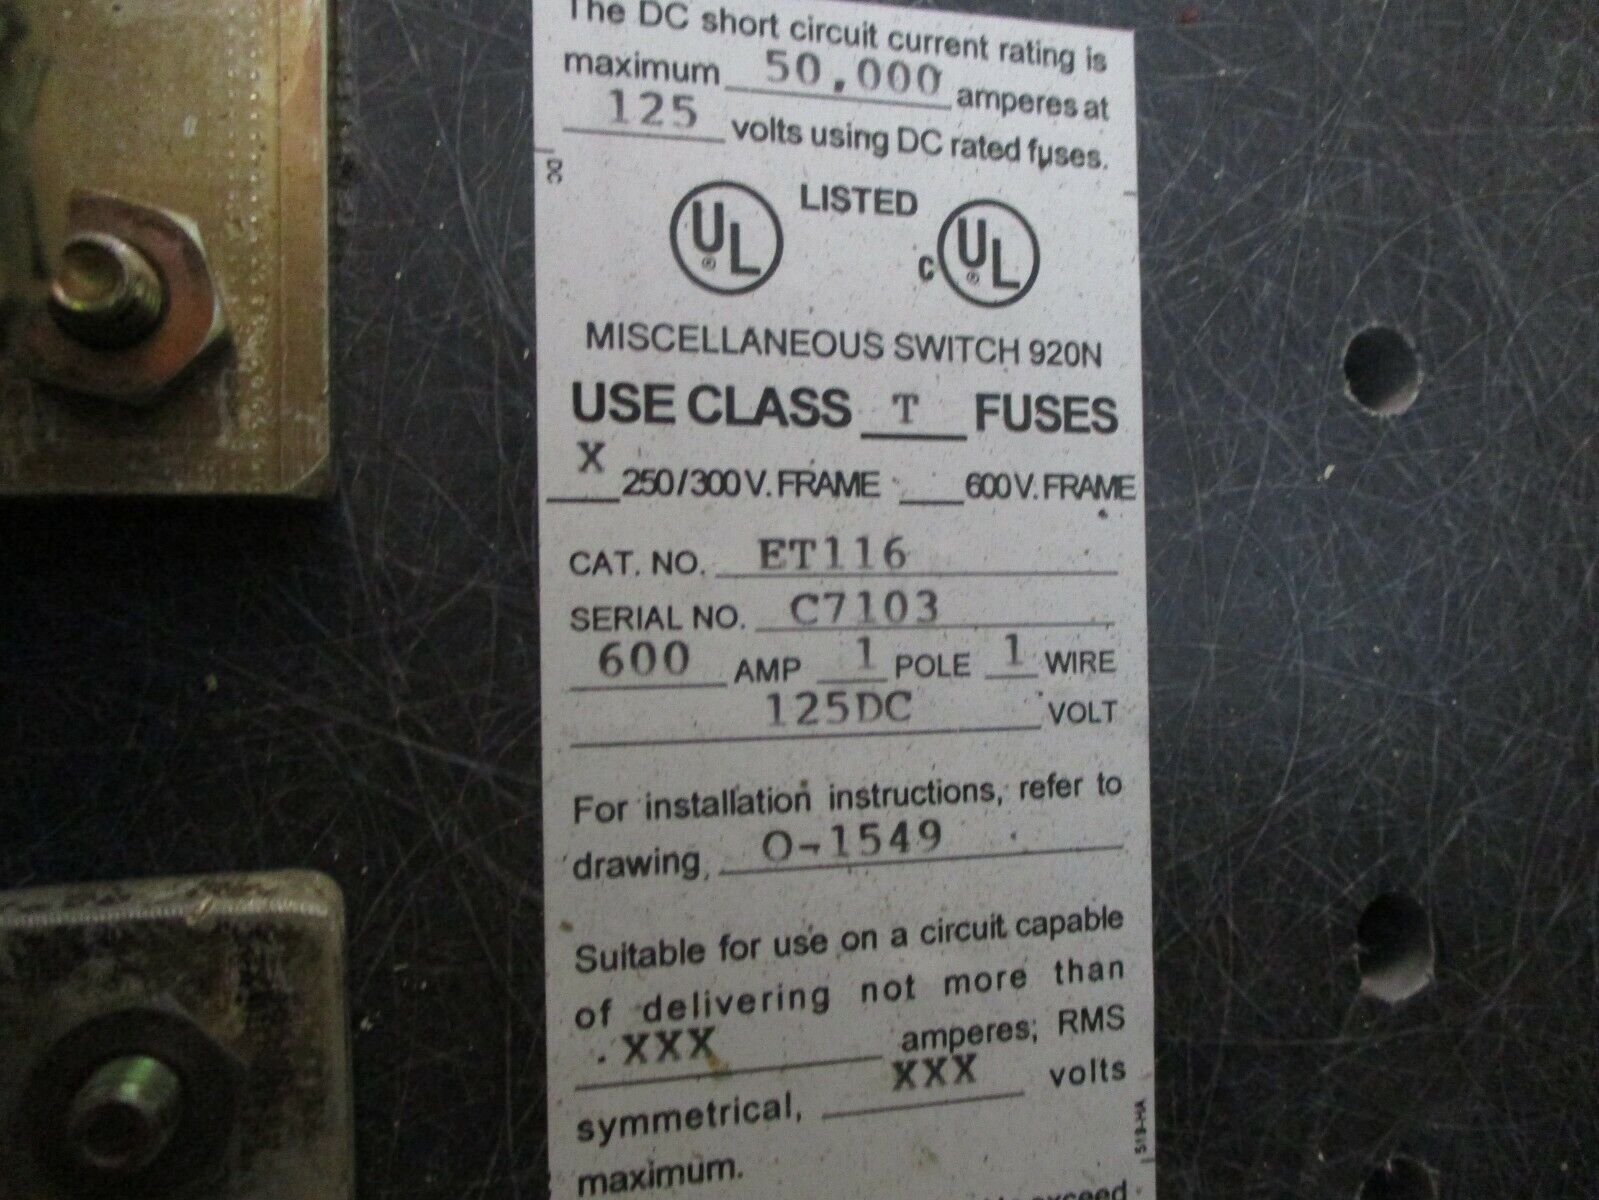 The DC short circuit current rating is
maximum 50,000 amperes at
125 volts using DC rated fuses.
DC
UL ® LISTED c UL ®
MISCELLANEOUS SWITCH 920N
USE CLASS T FUSES
X 250/300 V. FRAME ___ 600 V. FRAME
CAT. NO. ET116
SERIAL NO. C7103
600 AMP 1 POLE 1 WIRE
125DC VOLT
For installation instructions, refer to
drawing, O-1549
Suitable for use on a circuit capable
of delivering not more than
.XXX amperes, RMS
symmetrical, XXX volts
maximum.
exceed